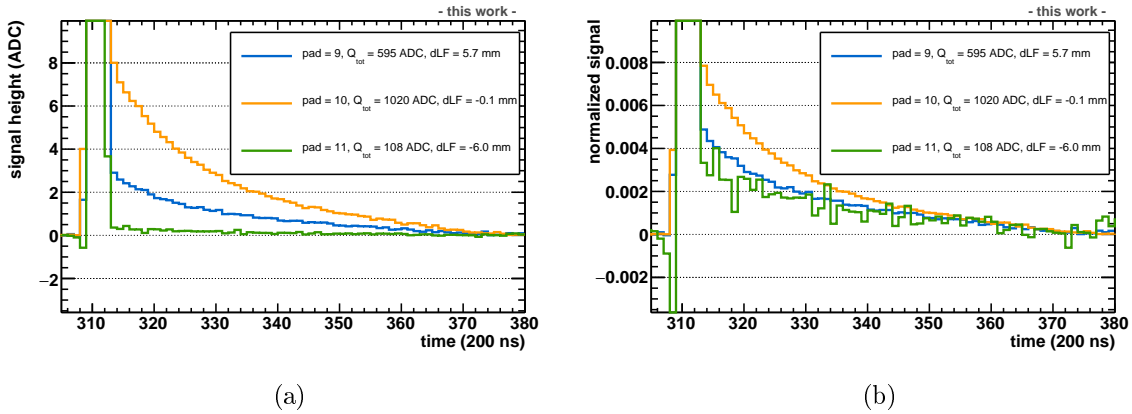 - this work -
signal height (ADC)
8
6
4
2
0
−2
pad = 9, Q_tot = 595 ADC, dLF = 5.7 mm
pad = 10, Q_tot = 1020 ADC, dLF = -0.1 mm
pad = 11, Q_tot = 108 ADC, dLF = -6.0 mm
310 320 330 340 350 360 370 380
time (200 ns)
(a)
- this work -
normalized signal
0.008
0.006
0.004
0.002
0
−0.002
pad = 9, Q_tot = 595 ADC, dLF = 5.7 mm
pad = 10, Q_tot = 1020 ADC, dLF = -0.1 mm
pad = 11, Q_tot = 108 ADC, dLF = -6.0 mm
310 320 330 340 350 360 370 380
time (200 ns)
(b)